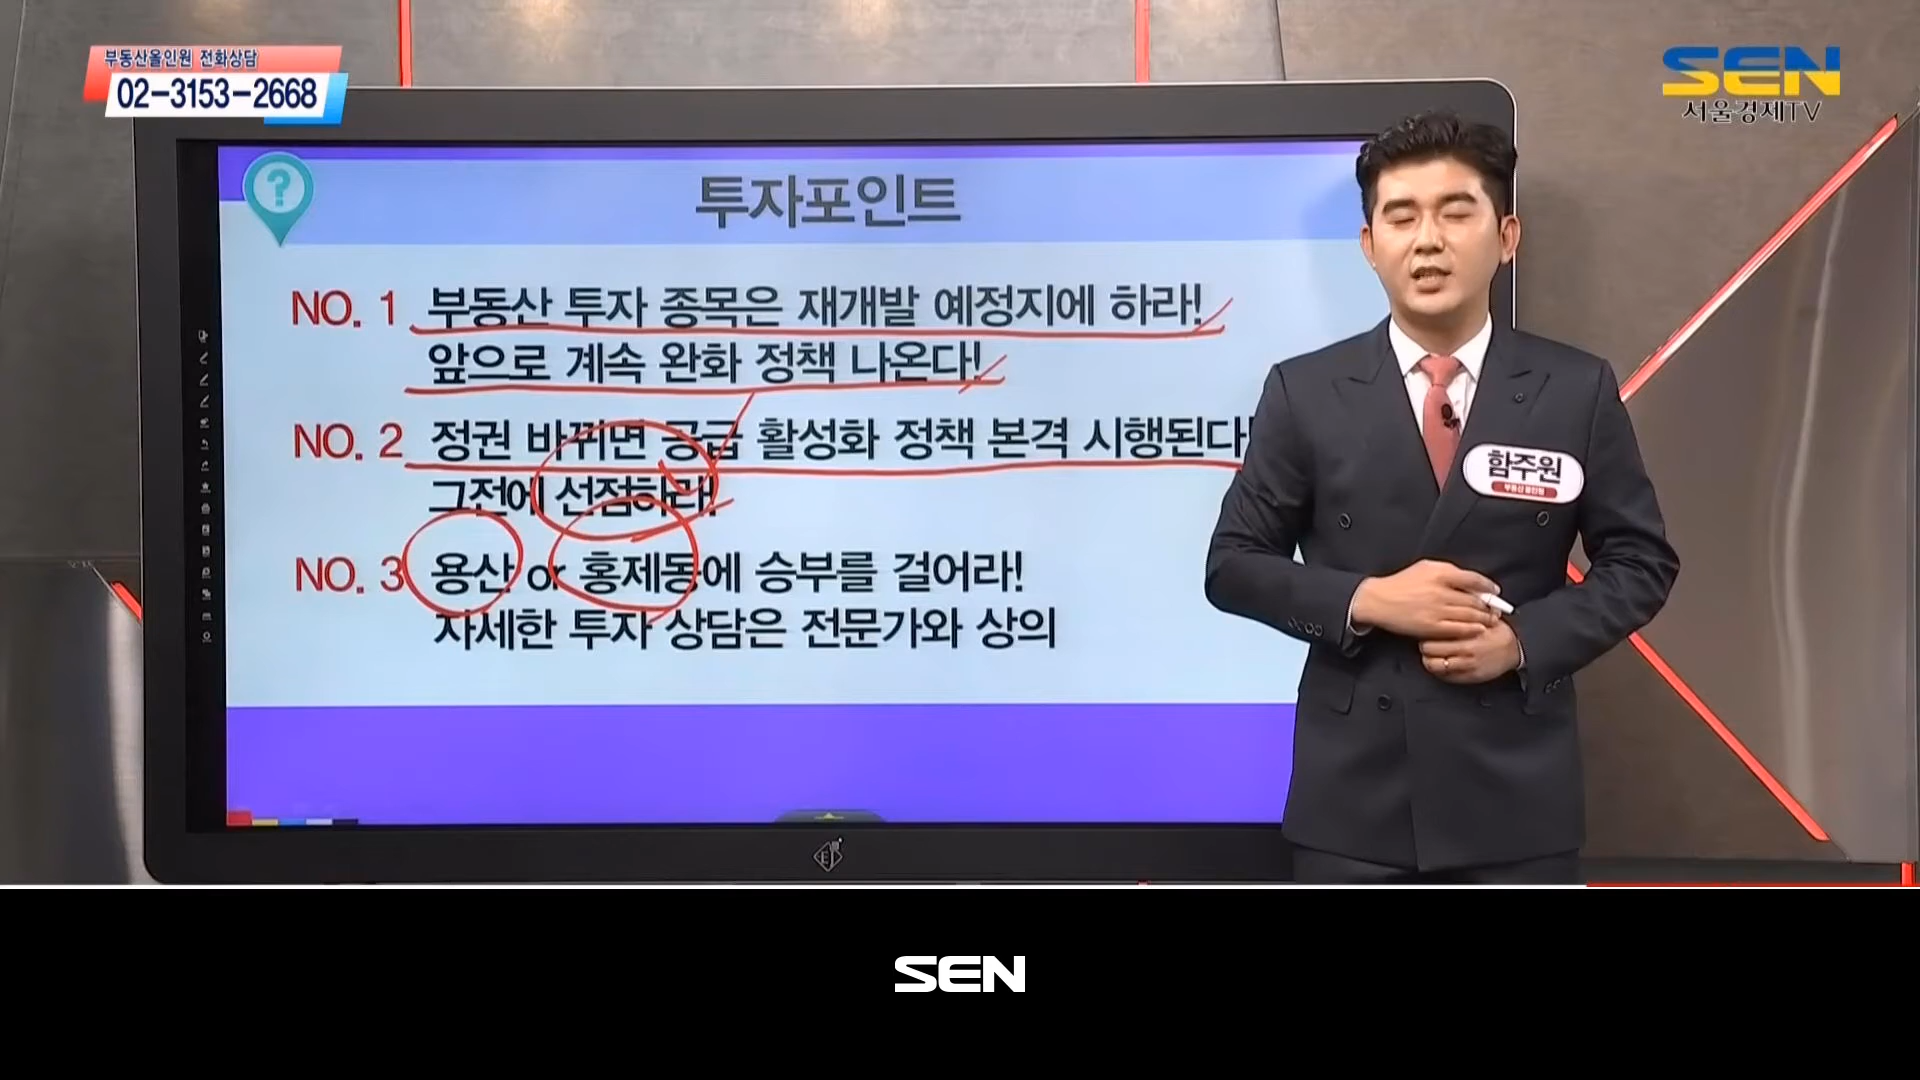 부동산올인원 전화상담
02-3153-2668
SEN
서울경제TV
?
투자포인트
NO. 1 부동산 투자 종목은 재개발 예정지에 하라!
앞으로 계속 완화 정책 나온다!
NO. 2 정권 바뀌면 공급 활성화 정책 본격 시행된다!
그전에 선점하라!
함주원
NO. 3 용산 or 홍제동에 승부를 걸어라!
자세한 투자 상담은 전문가와 상의
SEN